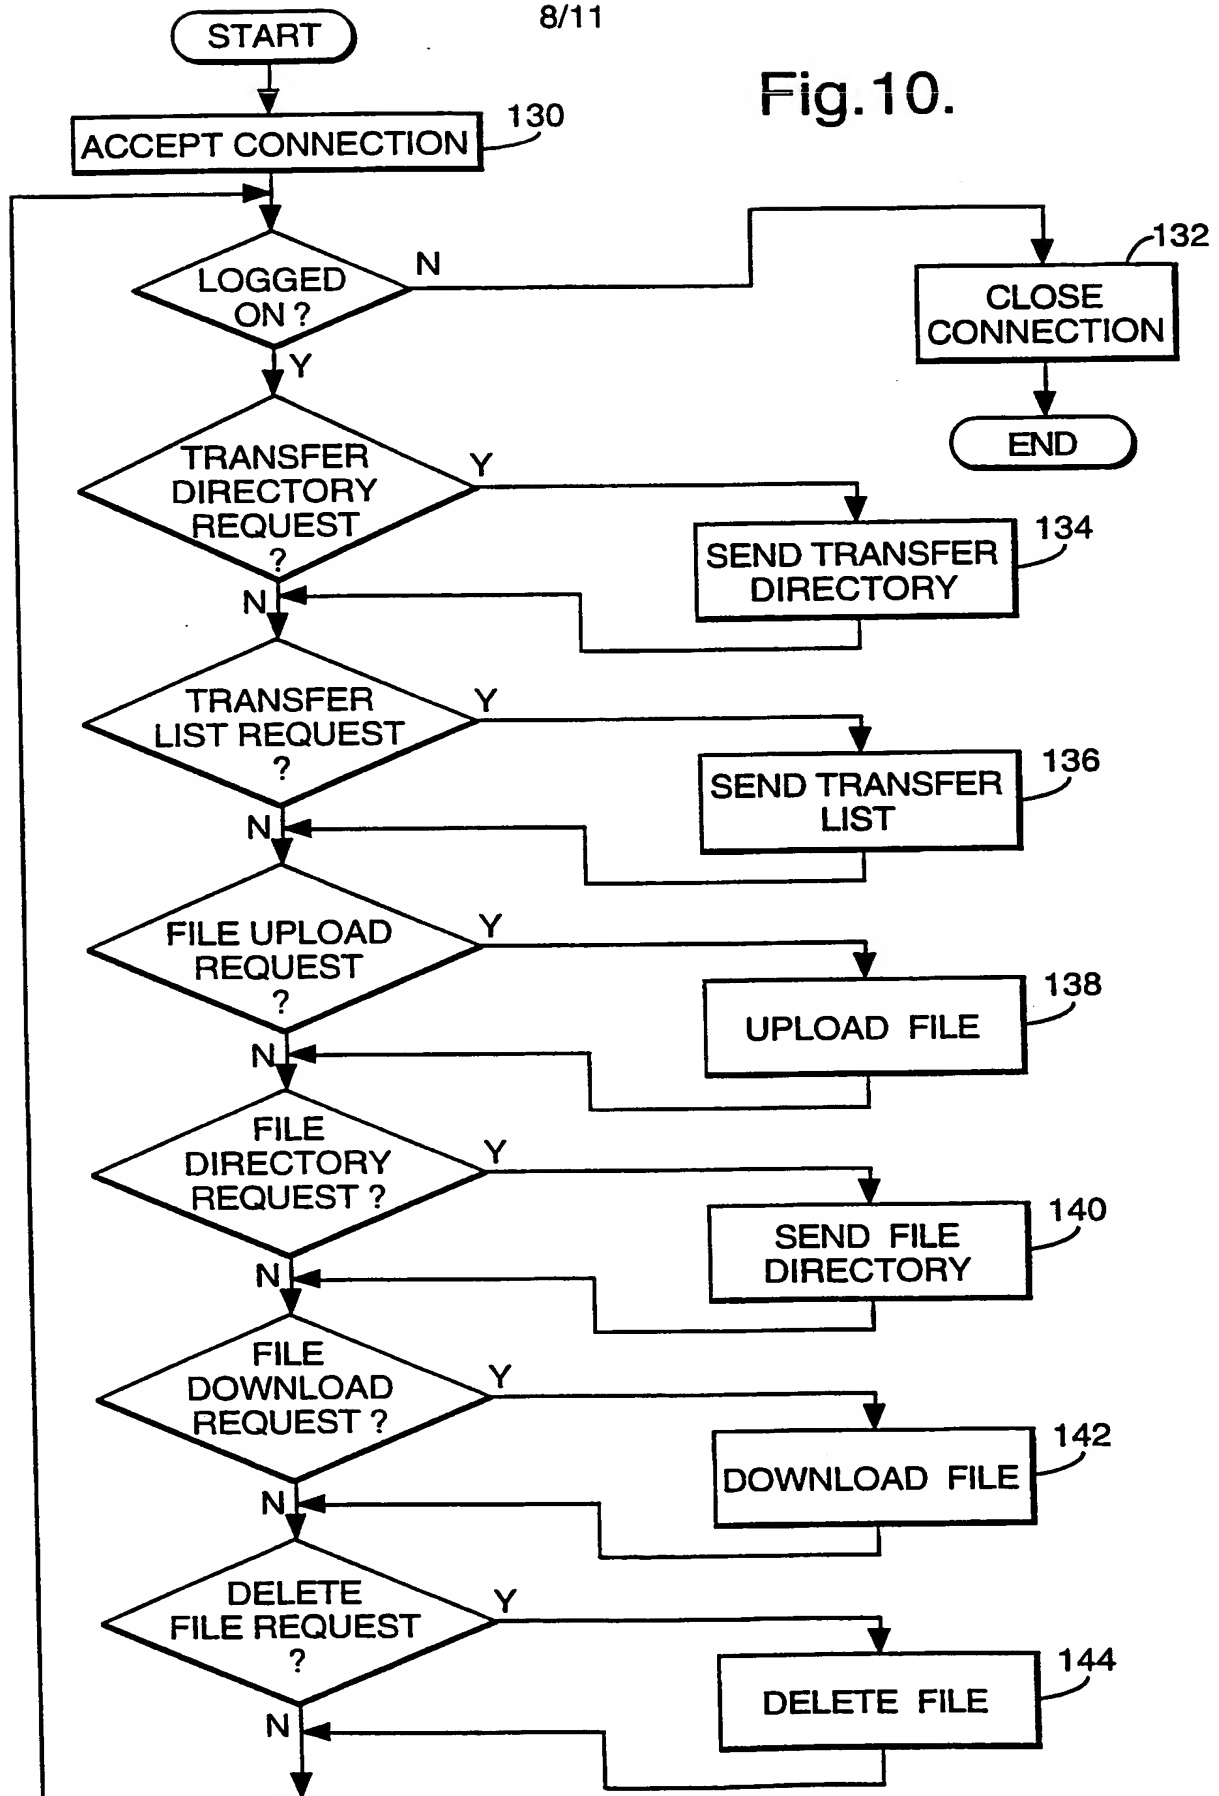 8/11
START
Fig.10.
130
ACCEPT CONNECTION
132
N
LOGGED
ON ?
CLOSE
CONNECTION
Y
END
TRANSFER
DIRECTORY
REQUEST
?
Y
134
SEND TRANSFER
DIRECTORY
N
TRANSFER
LIST REQUEST
?
Y
136
SEND TRANSFER
LIST
N
FILE UPLOAD
REQUEST
?
Y
138
UPLOAD FILE
N
FILE
DIRECTORY
REQUEST ?
Y
140
SEND FILE
DIRECTORY
N
FILE
DOWNLOAD
REQUEST ?
Y
142
DOWNLOAD FILE
N
DELETE
FILE REQUEST
?
Y
144
DELETE FILE
N